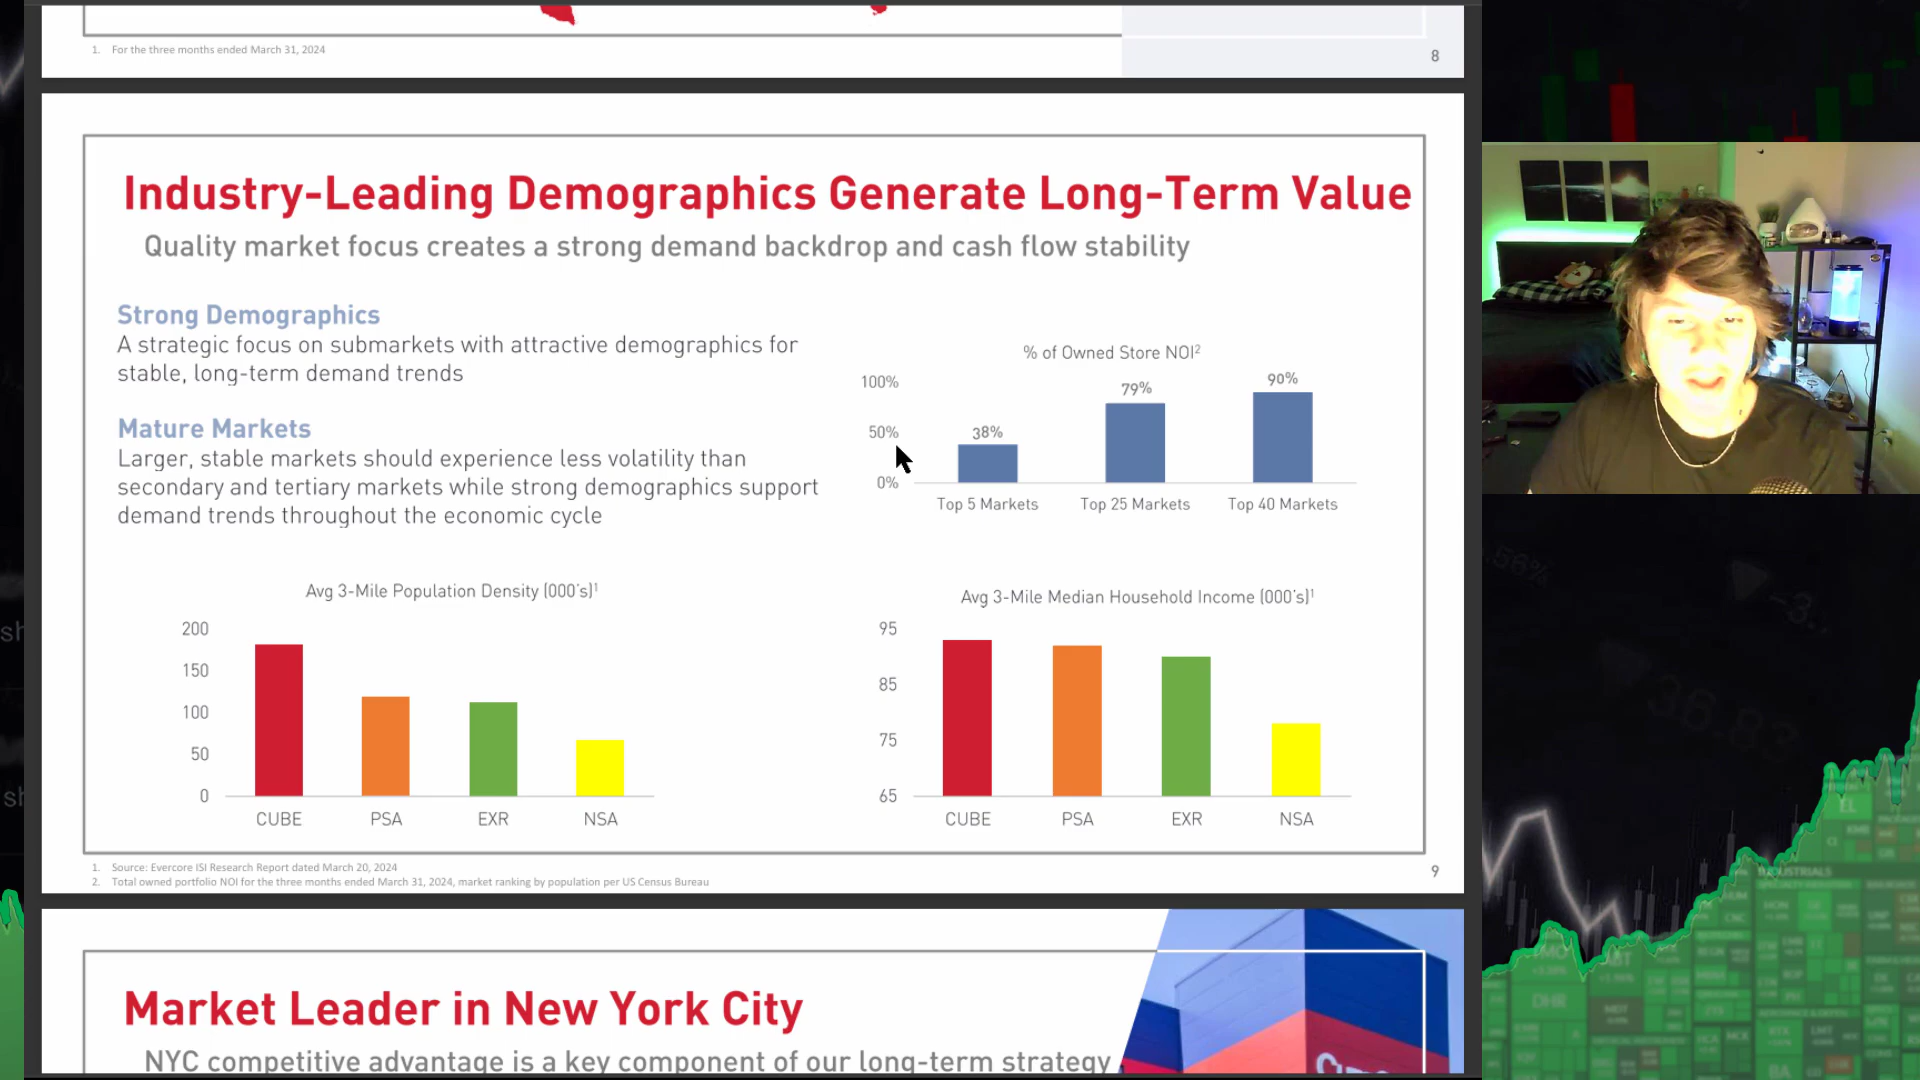 1. For the three months ended March 31, 2024
8
Industry-Leading Demographics Generate Long-Term Value
Quality market focus creates a strong demand backdrop and cash flow stability
Strong Demographics
A strategic focus on submarkets with attractive demographics for
stable, long-term demand trends
Mature Markets
Larger, stable markets should experience less volatility than
secondary and tertiary markets while strong demographics support
demand trends throughout the economic cycle
% of Owned Store NOI²
100%
50%
0%
38%
79%
90%
Top 5 Markets
Top 25 Markets
Top 40 Markets
Avg 3-Mile Population Density (000's)¹
200
150
100
50
0
CUBE
PSA
EXR
NSA
Avg 3-Mile Median Household Income (000's)¹
95
85
75
65
CUBE
PSA
EXR
NSA
1. Source: Evercore ISI Research Report dated March 20, 2024
2. Total owned portfolio NOI for the three months ended March 31, 2024, market ranking by population per US Census Bureau
9
Market Leader in New York City
NYC competitive advantage is a key component of our long-term strategy
36.83
INDUSTRIALS
DHR